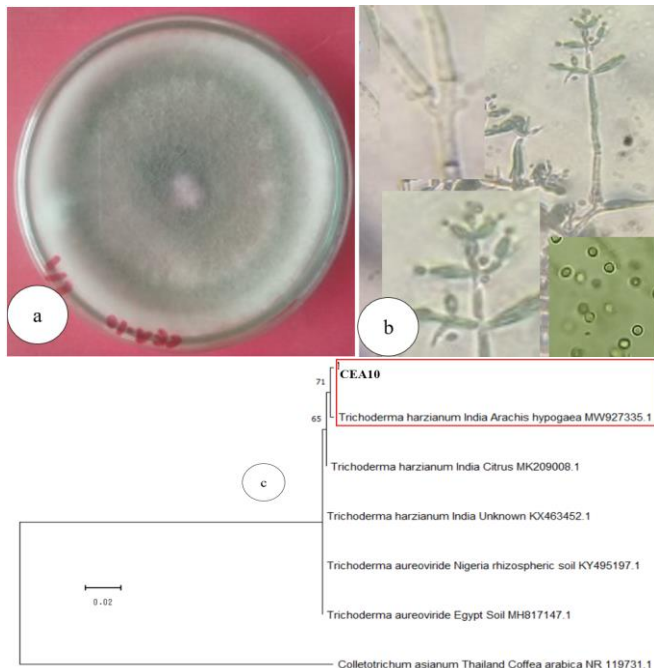 a
b
71
CEA10
65
Trichoderma harzianum India Arachis hypogaea MW927335.1
Trichoderma harzianum India Citrus MK209008.1
c
Trichoderma harzianum India Unknown KX463452.1
Trichoderma aureoviride Nigeria rhizospheric soil KY495197.1
0.02
Trichoderma aureoviride Egypt Soil MH817147.1
Colletotrichum asianum Thailand Coffea arabica NR 119731.1